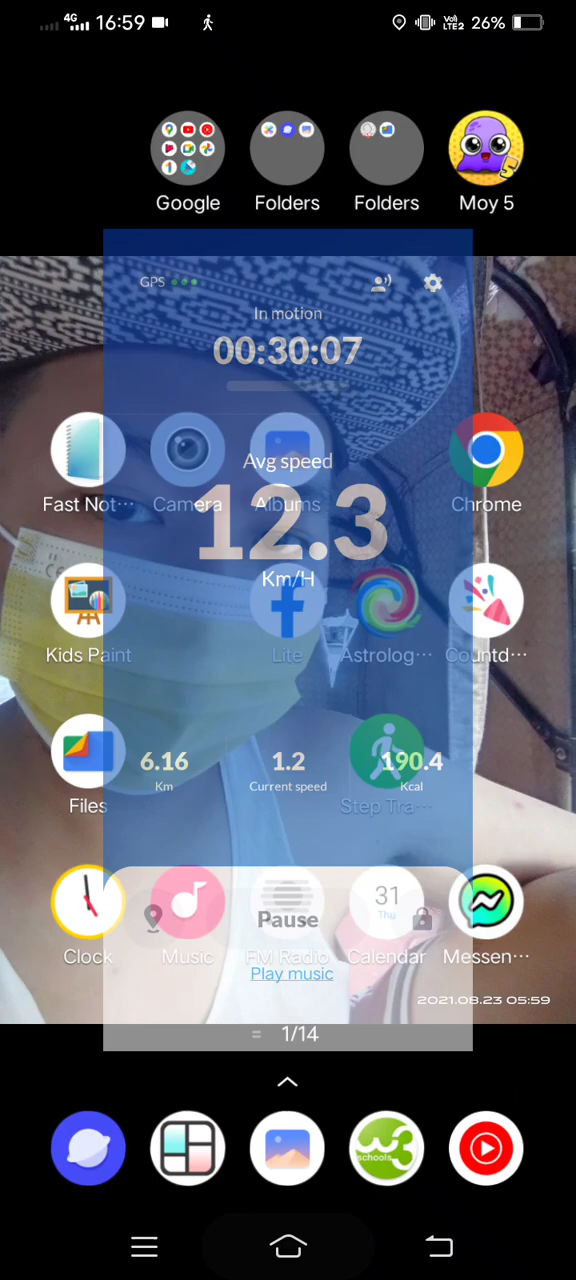 4G 16:59 Vo) LTE2 26%
Google Folders Folders Moy 5
GPS
In motion
00:30:07
Fast Not··· Camera Albums Chrome
Avg speed
12.3
Km/H
Kids Paint Lite Astrolog··· Countd···
6.16 1.2 190.4
Km Current speed Kcal
Files Step Tra···
31
Thu
Pause
Clock Music FM Radio Calendar Messen···
Play music
2021.08.23 05:59
= 1/14
w3
schools